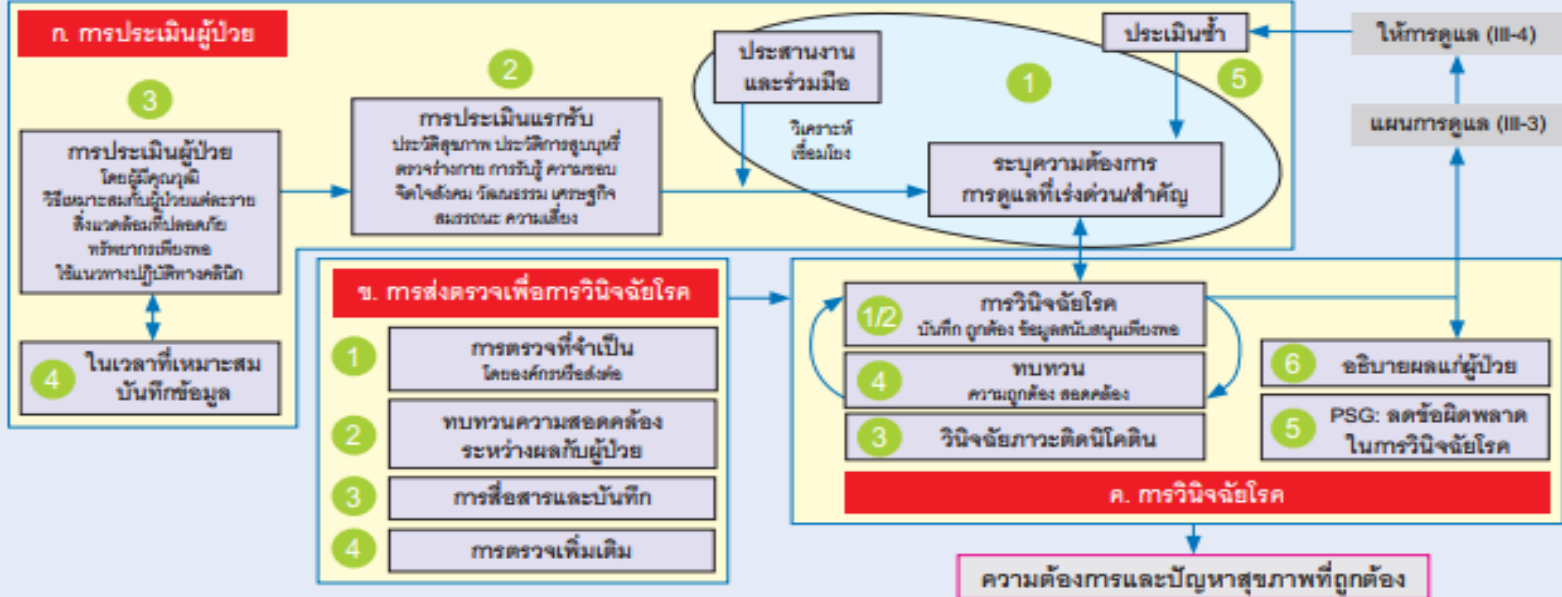 ก. การประเมินผู้ป่วย
3
การประเมินผู้ป่วย
โดยผู้มีคุณวุฒิ
วิธีเหมาะสมกับผู้ป่วยแต่ละราย
สิ่งแวดล้อมที่ปลอดภัย
ทรัพยากรเพียงพอ
ใช้แนวทางปฏิบัติทางคลินิก
4
ในเวลาที่เหมาะสม
บันทึกข้อมูล
2
การประเมินแรกรับ
ประวัติสุขภาพ ประวัติการสูบบุหรี่
ตรวจร่างกาย การรับรู้ ความชอบ
จิตใจสังคม วัฒนธรรม เศรษฐกิจ
สมรรถนะ ความเสี่ยง
ประสานงาน
และร่วมมือ
1
วิเคราะห์
เชื่อมโยง
ประเมินซ้ำ
5
ระบุความต้องการ
การดูแลที่เร่งด่วน/สำคัญ
ให้การดูแล (III-4)
แผนการดูแล (III-3)
ข. การส่งตรวจเพื่อการวินิจฉัยโรค
1
การตรวจที่จำเป็น
โดยองค์กรหรือส่งต่อ
2
ทบทวนความสอดคล้อง
ระหว่างผลกับผู้ป่วย
3
การสื่อสารและบันทึก
4
การตรวจเพิ่มเติม
1/2
การวินิจฉัยโรค
บันทึก ถูกต้อง ข้อมูลสนับสนุนเพียงพอ
4
ทบทวน
ความถูกต้อง สอดคล้อง
3
วินิจฉัยภาวะติดนิโคติน
6
อธิบายผลแก่ผู้ป่วย
5
PSG: ลดข้อผิดพลาด
ในการวินิจฉัยโรค
ค. การวินิจฉัยโรค
ความต้องการและปัญหาสุขภาพที่ถูกต้อง